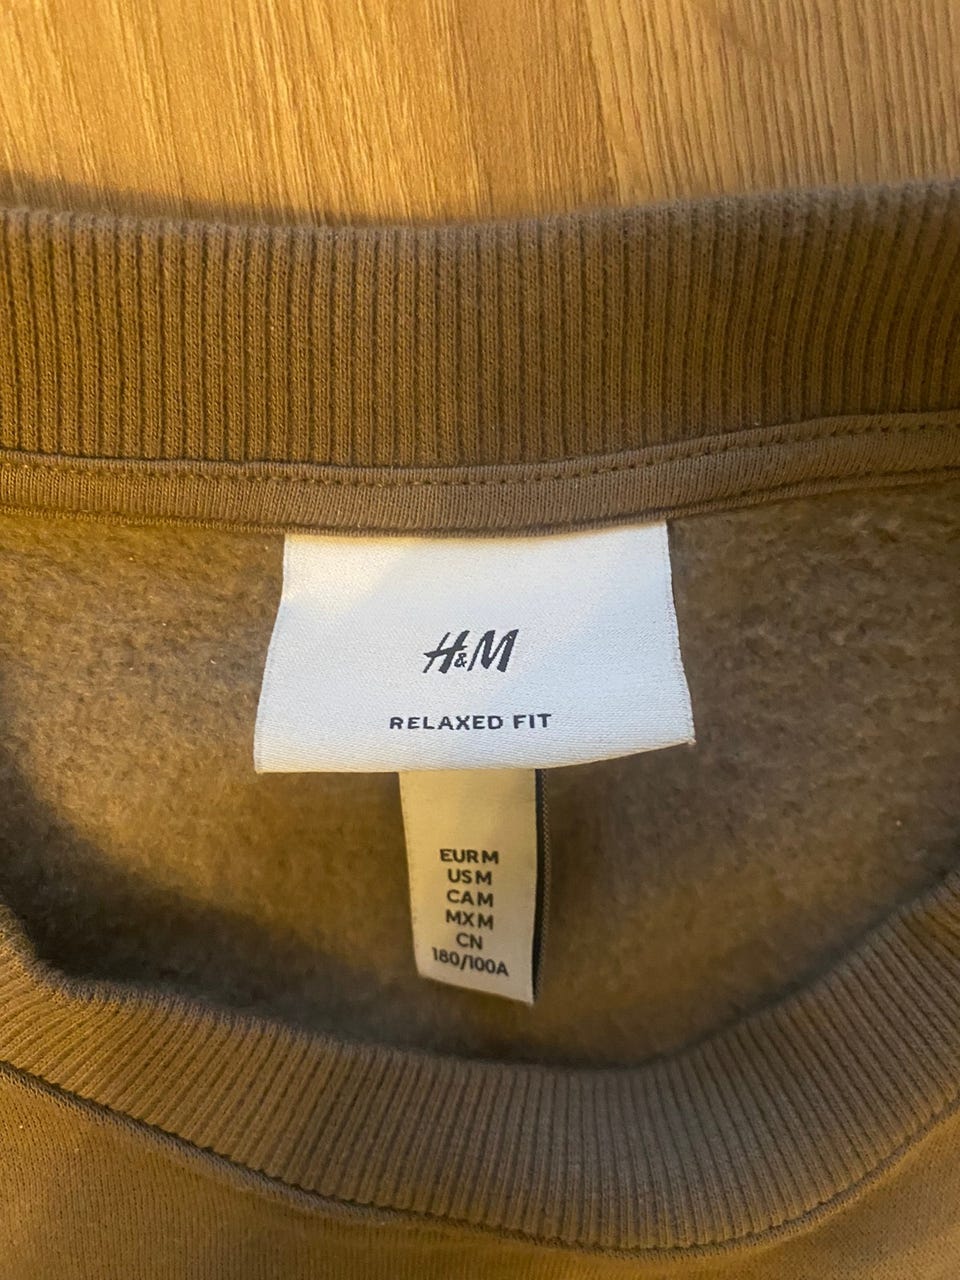 H&M
RELAXED FIT
EUR M
US M
CA M
MX M
CN
180/100A